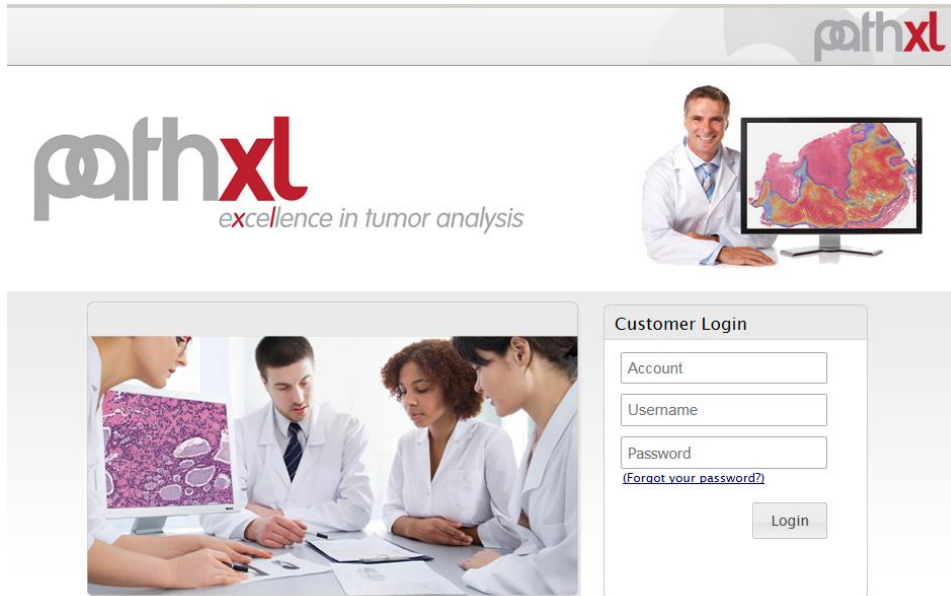 pathxl
pathxl
excellence in tumor analysis
Customer Login
Account
Username
Password
(Forgot your password?)
Login